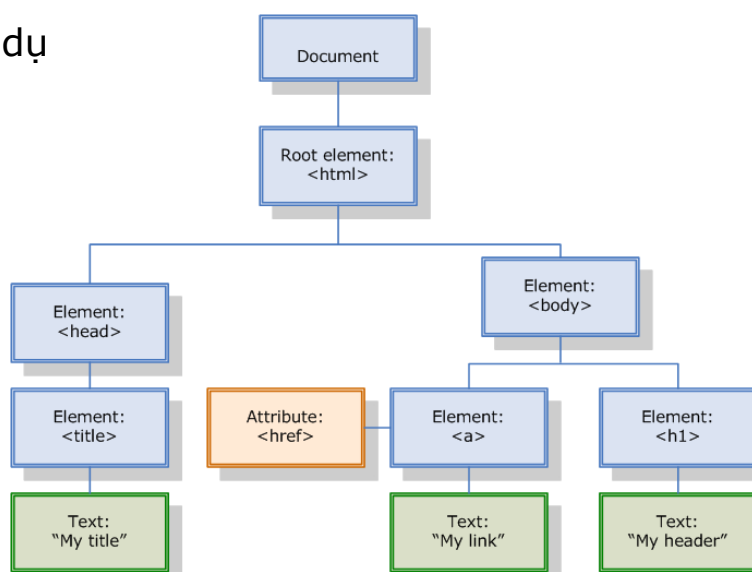 dụ
Document
Root element:
<html>
Element:
<head>
Element:
<body>
Element:
<title>
Attribute:
<href>
Element:
<a>
Element:
<h1>
Text:
“My title”
Text:
“My link”
Text:
“My header”